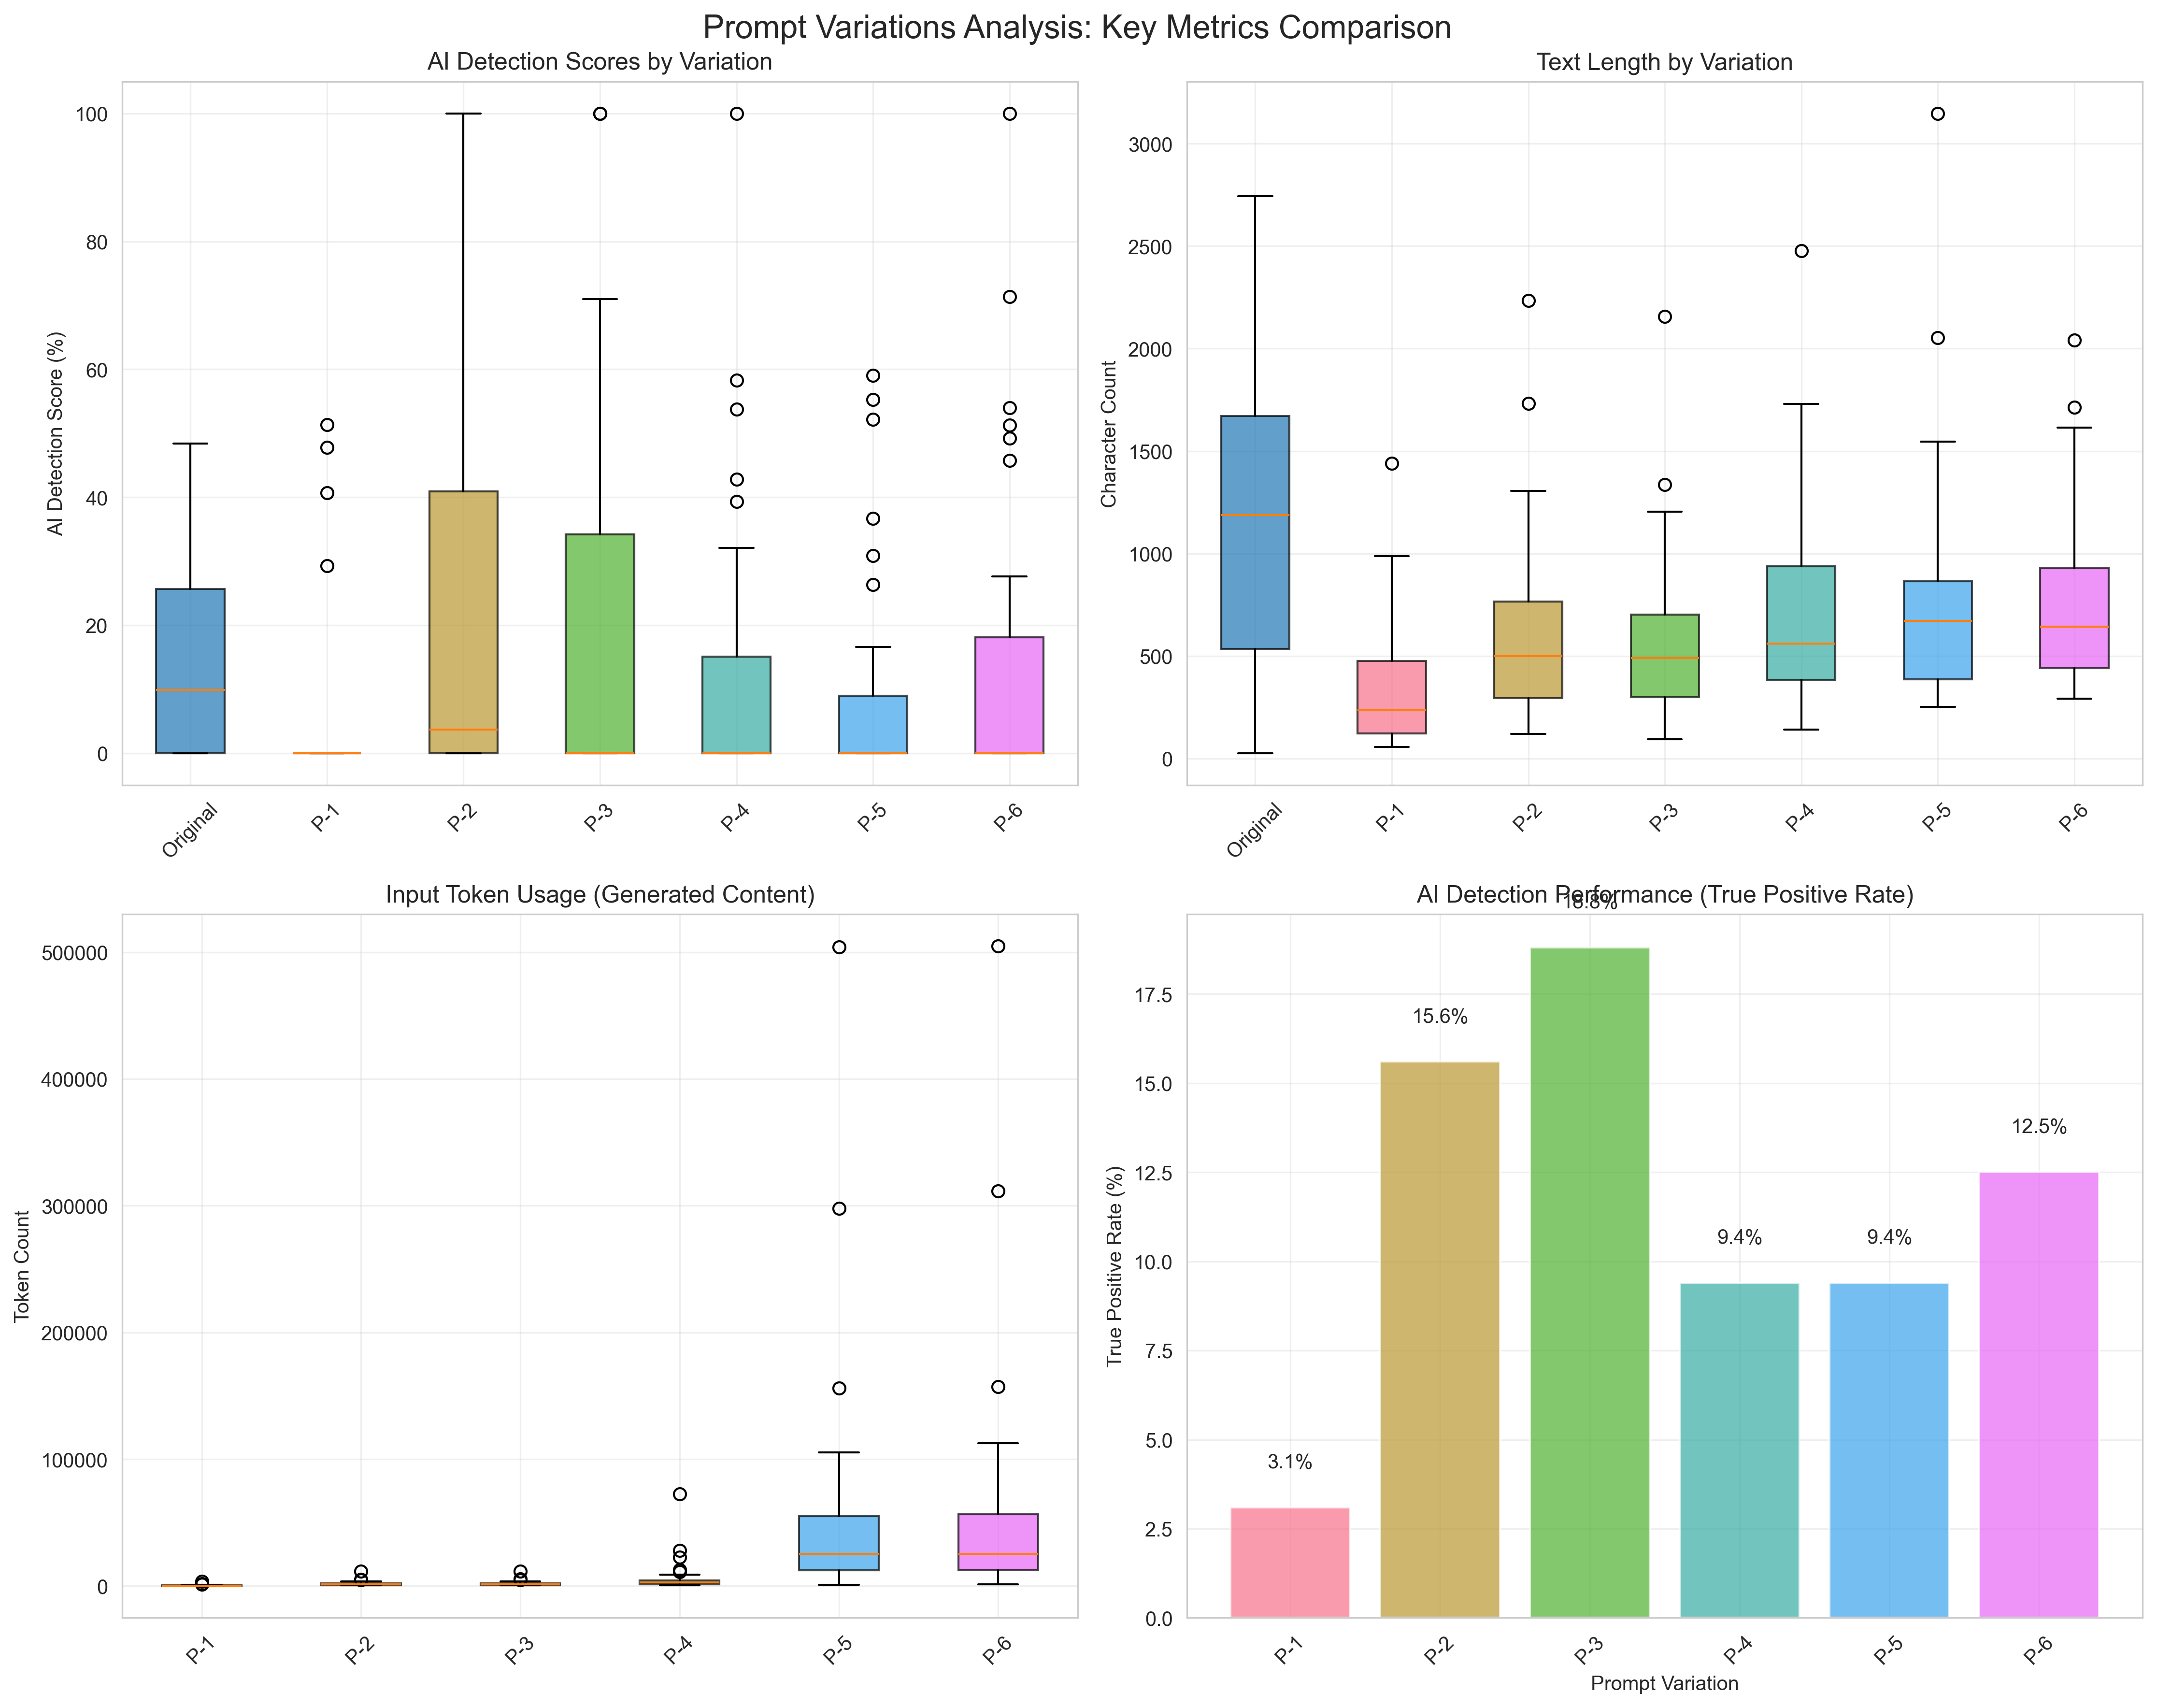 Prompt Variations Analysis: Key Metrics Comparison
AI Detection Scores by Variation
AI Detection Score (%)
100
80
60
40
20
0
Original
P-1
P-2
P-3
P-4
P-5
P-6
Text Length by Variation
Character Count
3000
2500
2000
1500
1000
500
0
Original
P-1
P-2
P-3
P-4
P-5
P-6
Input Token Usage (Generated Content)
Token Count
500000
400000
300000
200000
100000
0
P-1
P-2
P-3
P-4
P-5
P-6
AI Detection Performance (True Positive Rate)
18.8%
True Positive Rate (%)
17.5
15.0
12.5
10.0
7.5
5.0
2.5
0.0
3.1%
15.6%
9.4%
9.4%
12.5%
P-1
P-2
P-3
P-4
P-5
P-6
Prompt Variation